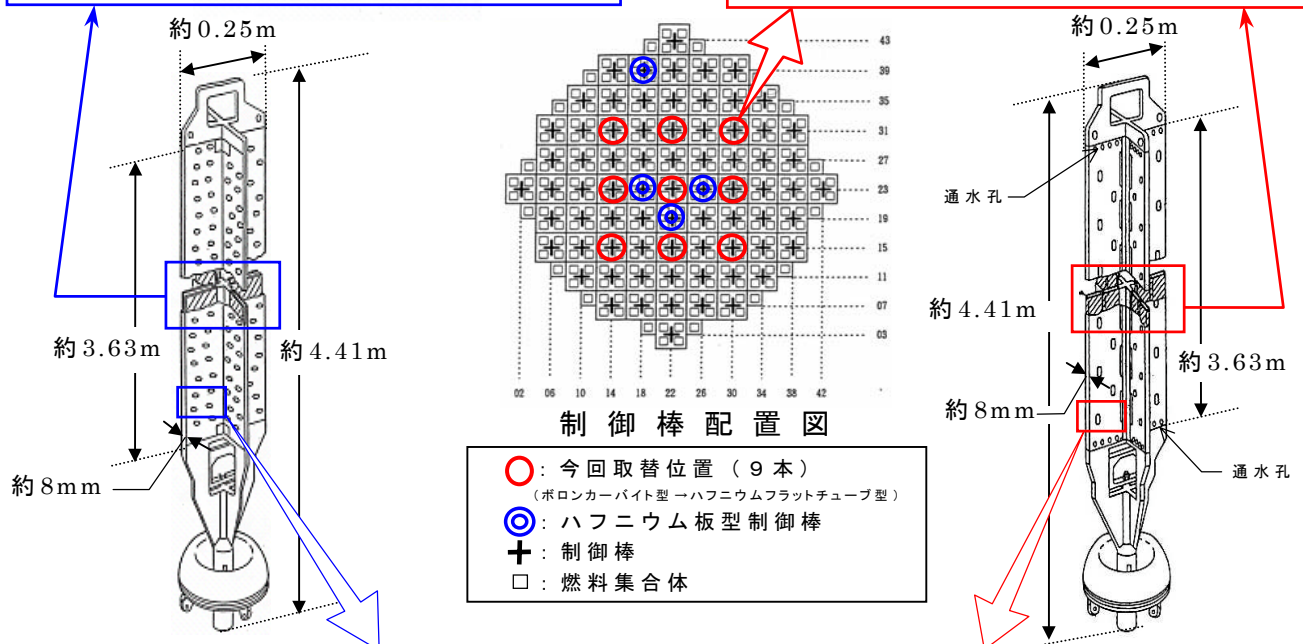 約0.25m
約3.63m
約4.41m
約8mm
43
39
35
31
27
23
19
15
11
07
03
02 06 10 14 18 22 26 30 34 38 42
制御棒配置図
○：今回取替位置（9本）
（ボロンカーバイト型→ハフニウムフラットチューブ型）
◎：ハフニウム板型制御棒
＋：制御棒
□：燃料集合体
約0.25m
通水孔
約4.41m
約3.63m
約8mm
通水孔